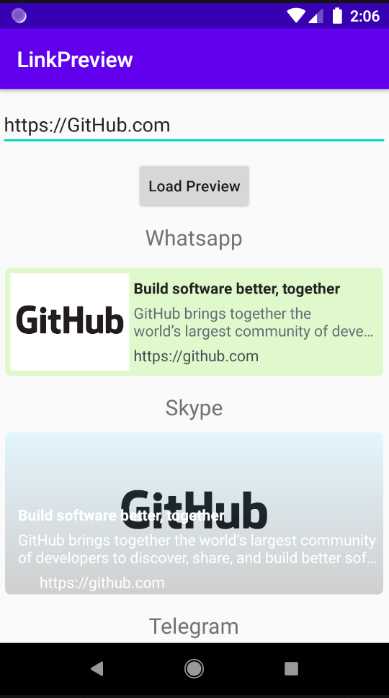 2:06
LinkPreview
https://GitHub.com
Load Preview
Whatsapp
GitHub
Build software better, together
GitHub brings together the
world’s largest community of deve…
https://github.com
Skype
GitHub
Build software better, together
GitHub brings together the world’s largest community
of developers to discover, share, and build better sof…
https://github.com
Telegram